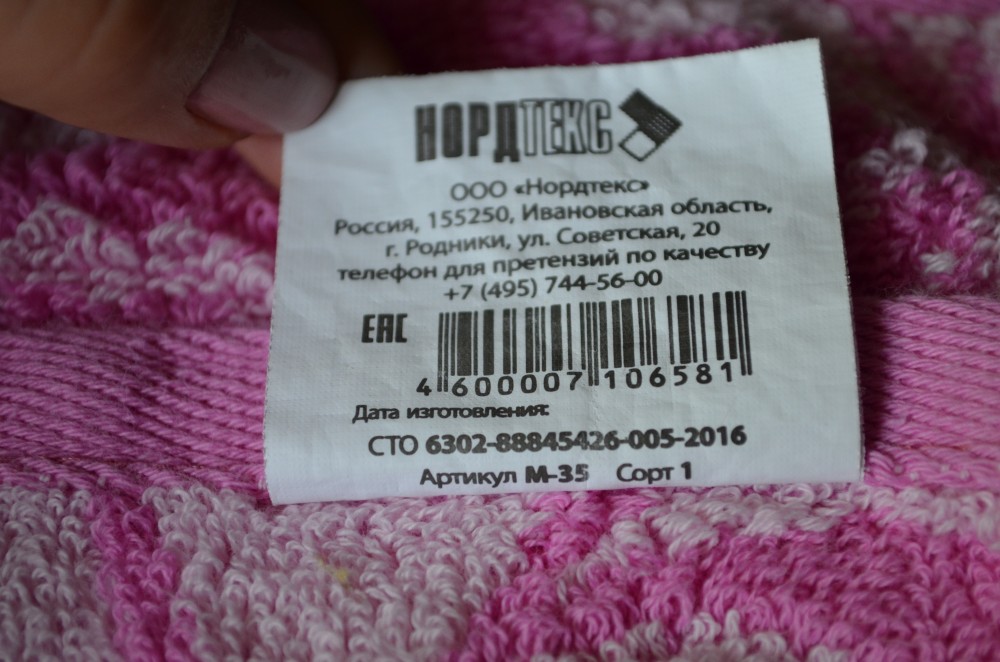 НОРДТЕКС
ООО «Нордтекс»
Россия, 155250, Ивановская область,
г. Родники, ул. Советская, 20
телефон для претензий по качеству
+7 (495) 744-56-00
EAC
4 600007 106581
Дата изготовления:
СТО 6302-88845426-005-2016
Артикул М-35 Сорт 1